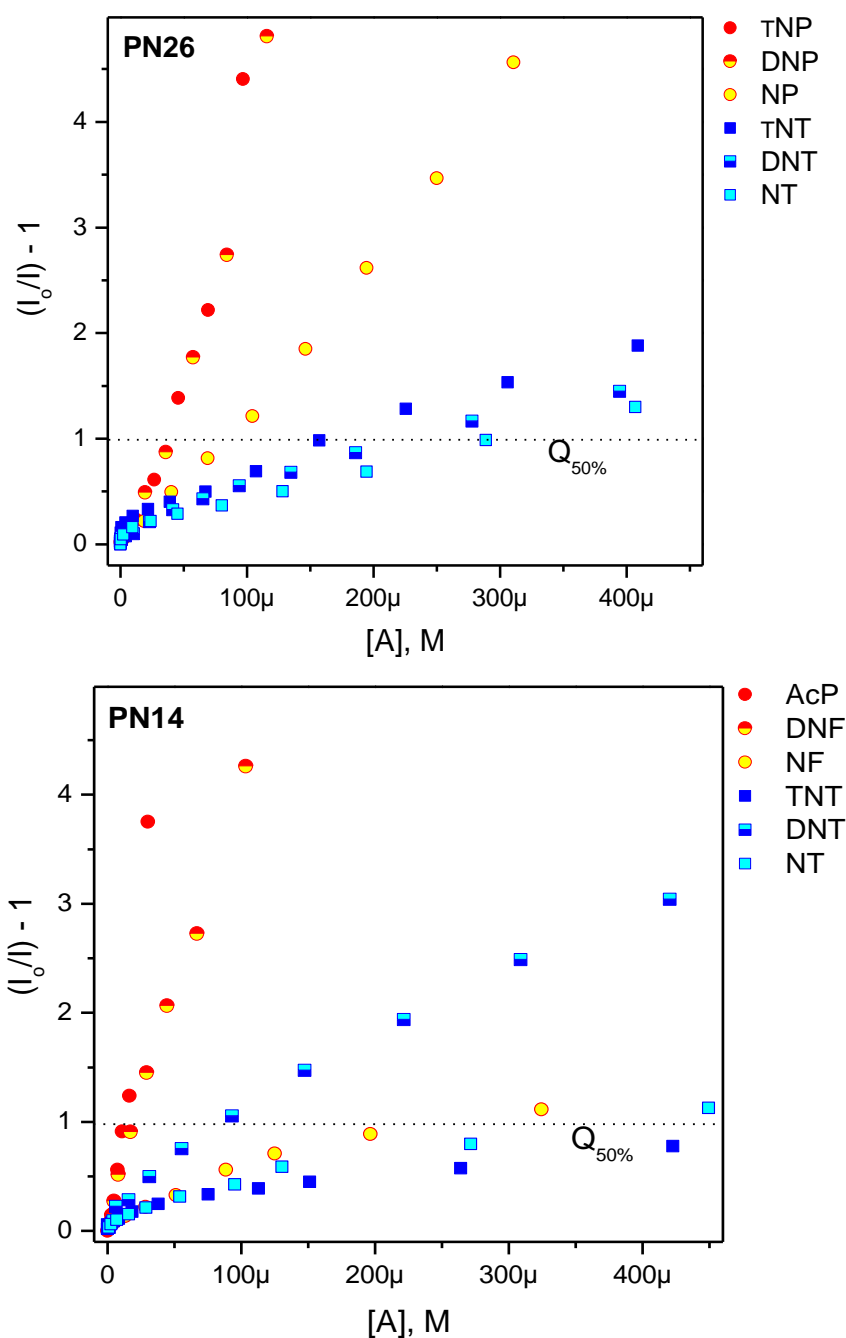 PN26
TNP
DNP
NP
TNT
DNT
NT
(I₀/I) - 1
4
3
2
1
0
Q50%
0 100µ 200µ 300µ 400µ
[A], M
PN14
AcP
DNF
NF
TNT
DNT
NT
(I₀/I) - 1
4
3
2
1
0
Q50%
0 100µ 200µ 300µ 400µ
[A], M